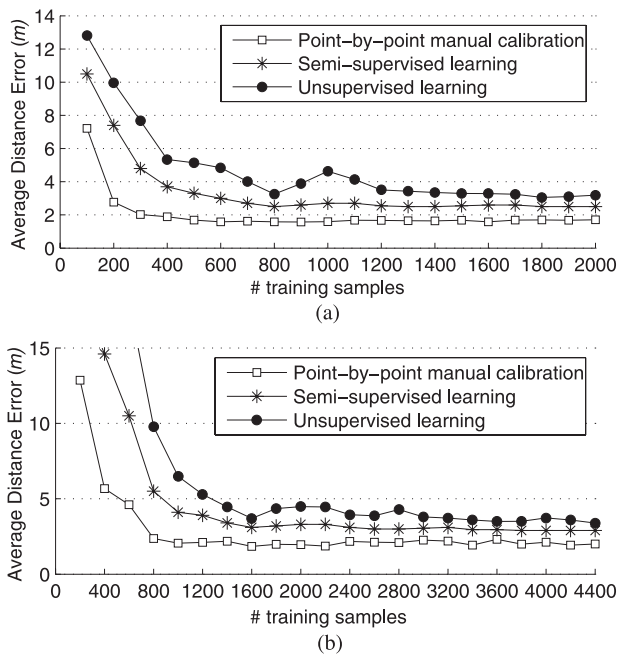 14
12
10
8
6
4
2
0
Average Distance Error (m)
Point-by-point manual calibration
Semi-supervised learning
Unsupervised learning
0 200 400 600 800 1000 1200 1400 1600 1800 2000
# training samples
(a)
15
10
5
0
Average Distance Error (m)
Point-by-point manual calibration
Semi-supervised learning
Unsupervised learning
0 400 800 1200 1600 2000 2400 2800 3200 3600 4000 4400
# training samples
(b)